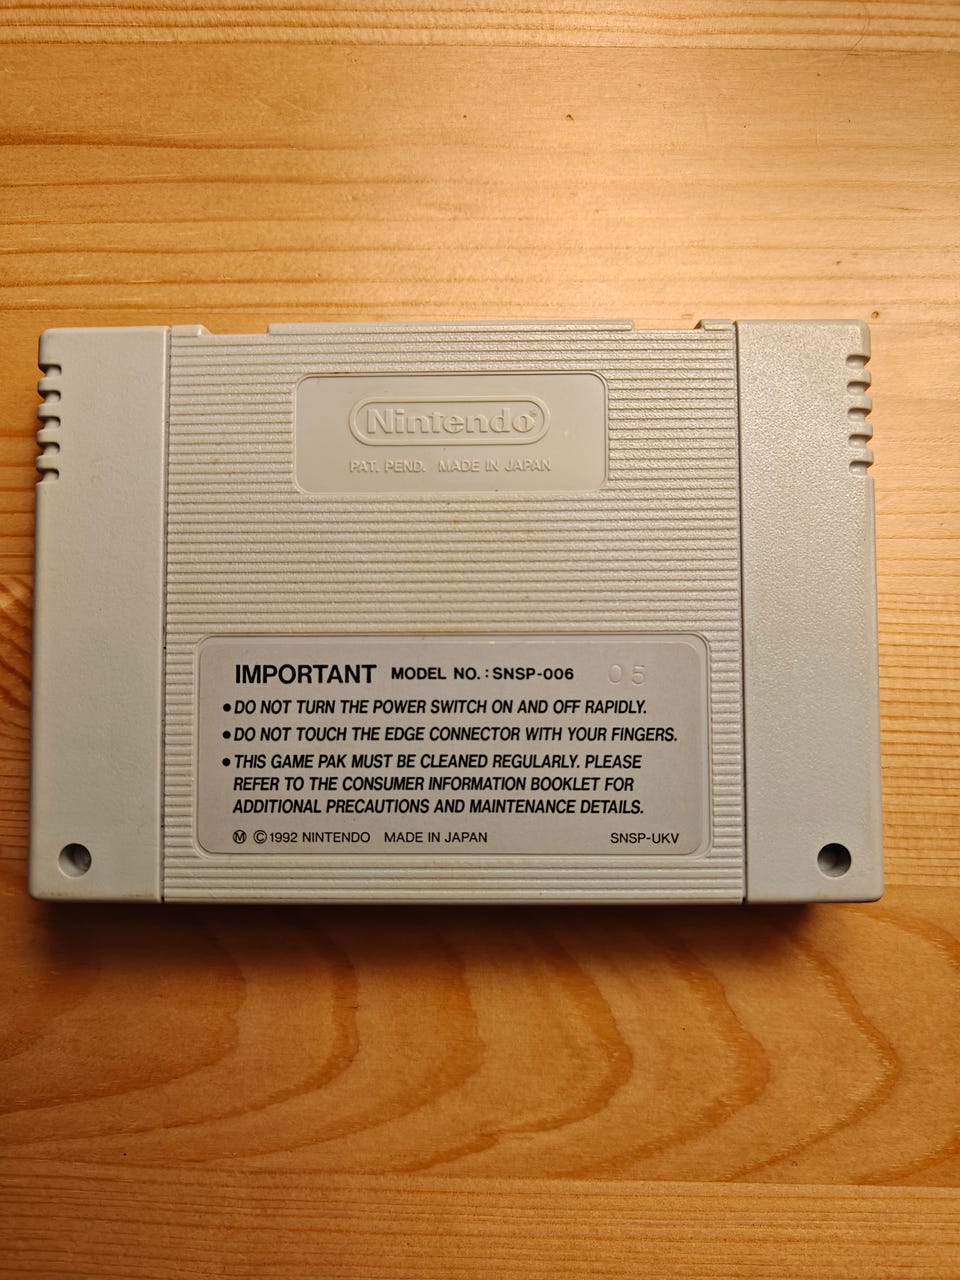 Nintendo®
PAT. PEND. MADE IN JAPAN
IMPORTANT MODEL NO.: SNSP-006 05
• DO NOT TURN THE POWER SWITCH ON AND OFF RAPIDLY.
• DO NOT TOUCH THE EDGE CONNECTOR WITH YOUR FINGERS.
• THIS GAME PAK MUST BE CLEANED REGULARLY. PLEASE
REFER TO THE CONSUMER INFORMATION BOOKLET FOR
ADDITIONAL PRECAUTIONS AND MAINTENANCE DETAILS.
Ⓜ ©1992 NINTENDO MADE IN JAPAN SNSP-UKV